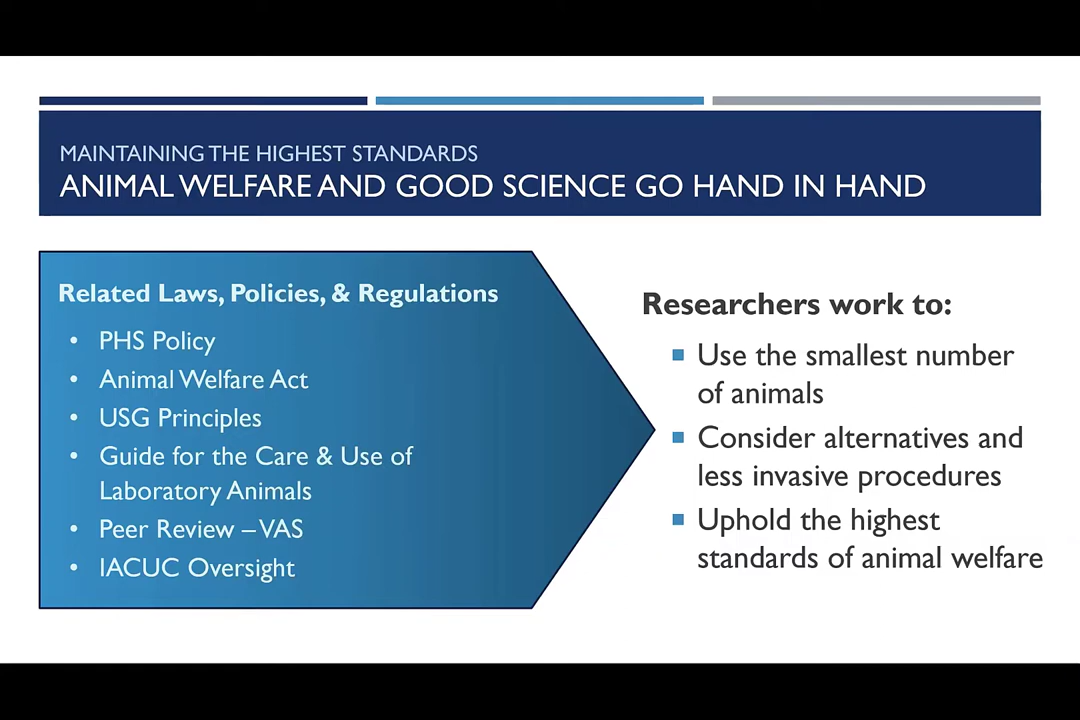 MAINTAINING THE HIGHEST STANDARDS
ANIMAL WELFARE AND GOOD SCIENCE GO HAND IN HAND
Related Laws, Policies, & Regulations
• PHS Policy
• Animal Welfare Act
• USG Principles
• Guide for the Care & Use of
Laboratory Animals
• Peer Review – VAS
• IACUC Oversight
Researchers work to:
▪ Use the smallest number
of animals
▪ Consider alternatives and
less invasive procedures
▪ Uphold the highest
standards of animal welfare